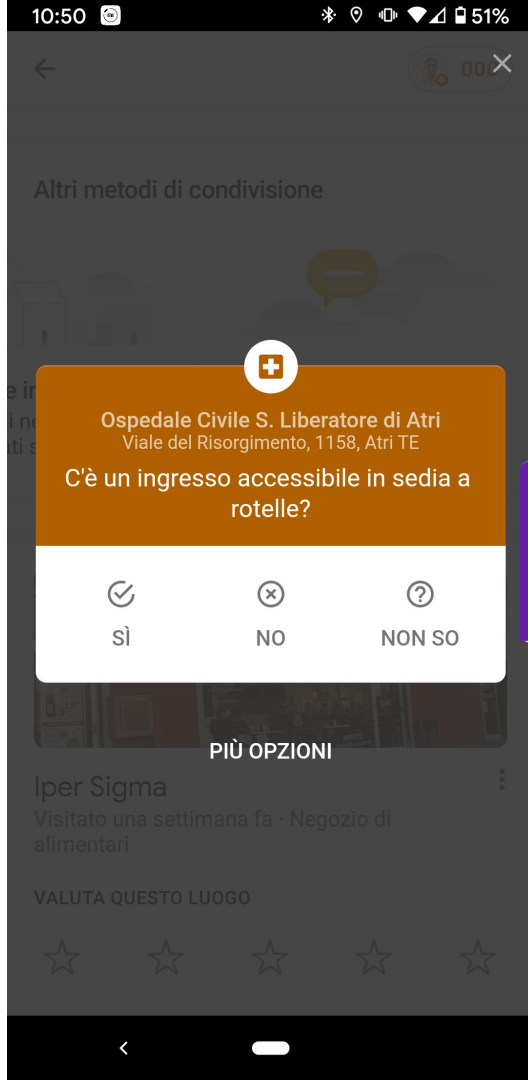 10:50
51%
000
Altri metodi di condivisione
Ospedale Civile S. Liberatore di Atri
Viale del Risorgimento, 1158, Atri TE
C'è un ingresso accessibile in sedia a
rotelle?
SÌ
NO
NON SO
PIÙ OPZIONI
Iper Sigma
Visitato una settimana fa · Negozio di
alimentari
VALUTA QUESTO LUOGO